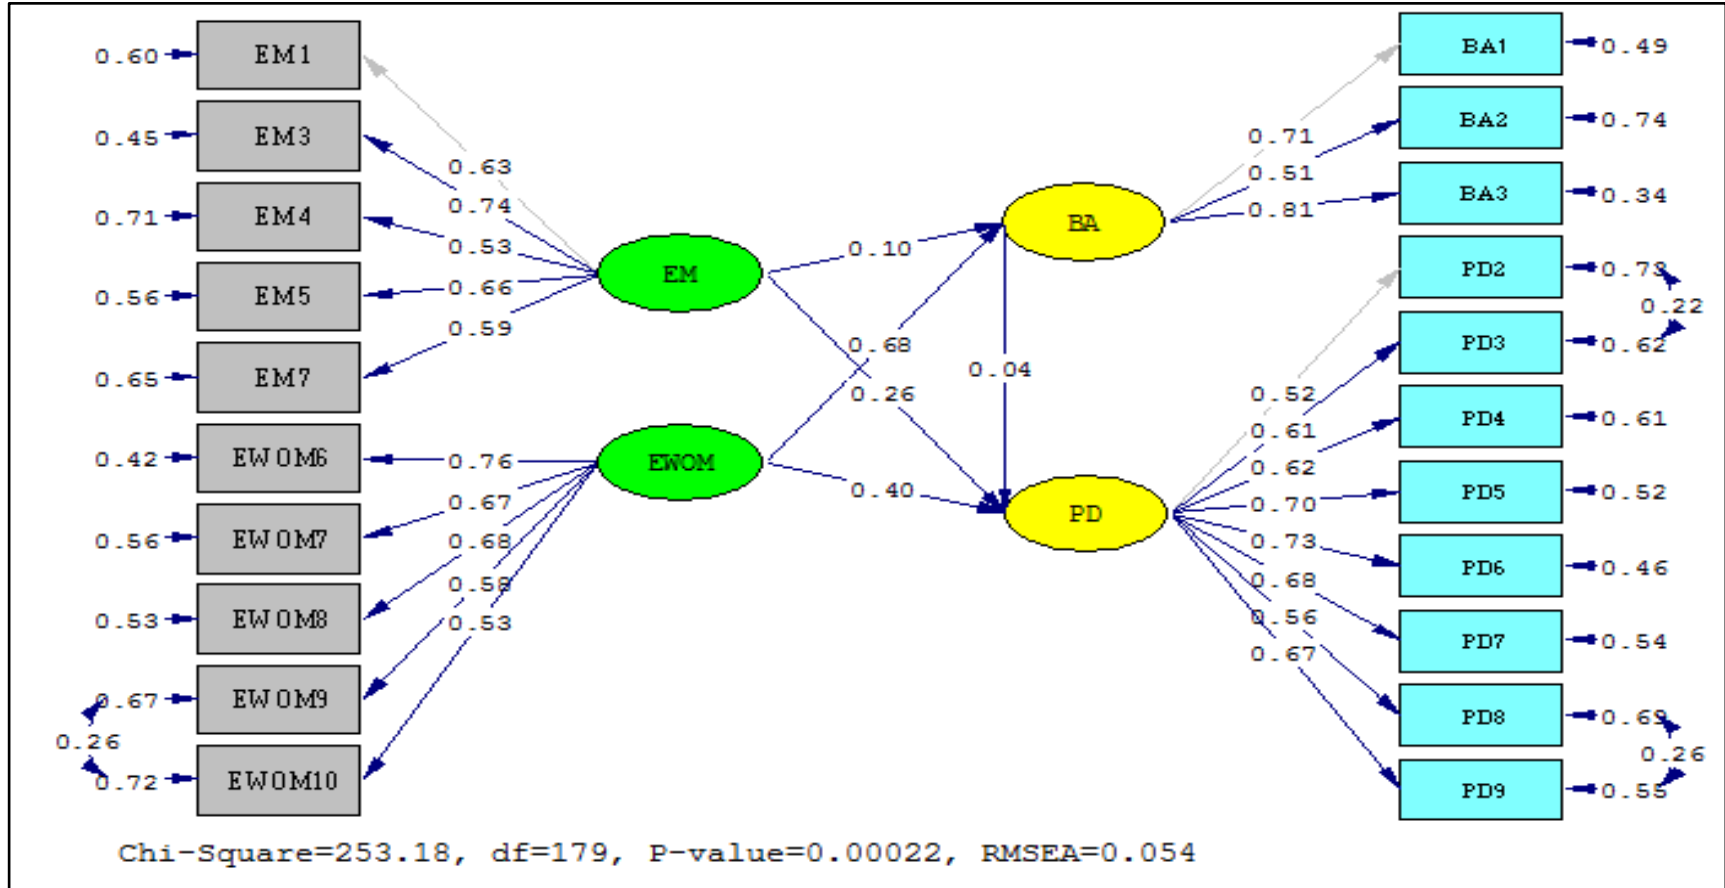 0.60 EM1
0.45 EM3
0.71 EM4
0.56 EM5
0.65 EM7
0.42 EWOM6
0.56 EWOM7
0.53 EWOM8
0.67 EWOM9
0.26
0.72 EWOM10
0.63
0.74
0.53
0.66
0.59
0.76
0.67
0.68
0.58
0.53
EM
EWOM
0.10
0.68
0.26
0.40
0.04
BA
PD
0.71
0.51
0.81
0.52
0.61
0.62
0.70
0.73
0.68
0.56
0.67
BA1 0.49
BA2 0.74
BA3 0.34
PD2 0.73
0.22
PD3 0.62
PD4 0.61
PD5 0.52
PD6 0.46
PD7 0.54
PD8 0.69
0.26
PD9 0.55
Chi-Square=253.18, df=179, P-value=0.00022, RMSEA=0.054